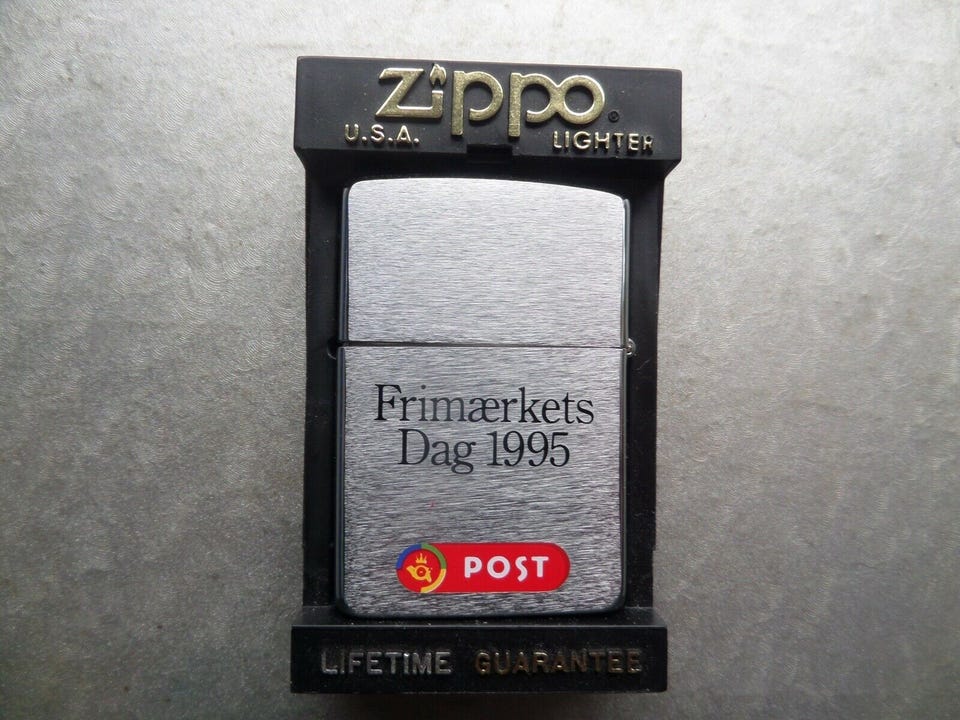 Zippo®
U.S.A. LIGHTER
Frimærkets
Dag 1995
POST
LIFETIME GUARANTEE